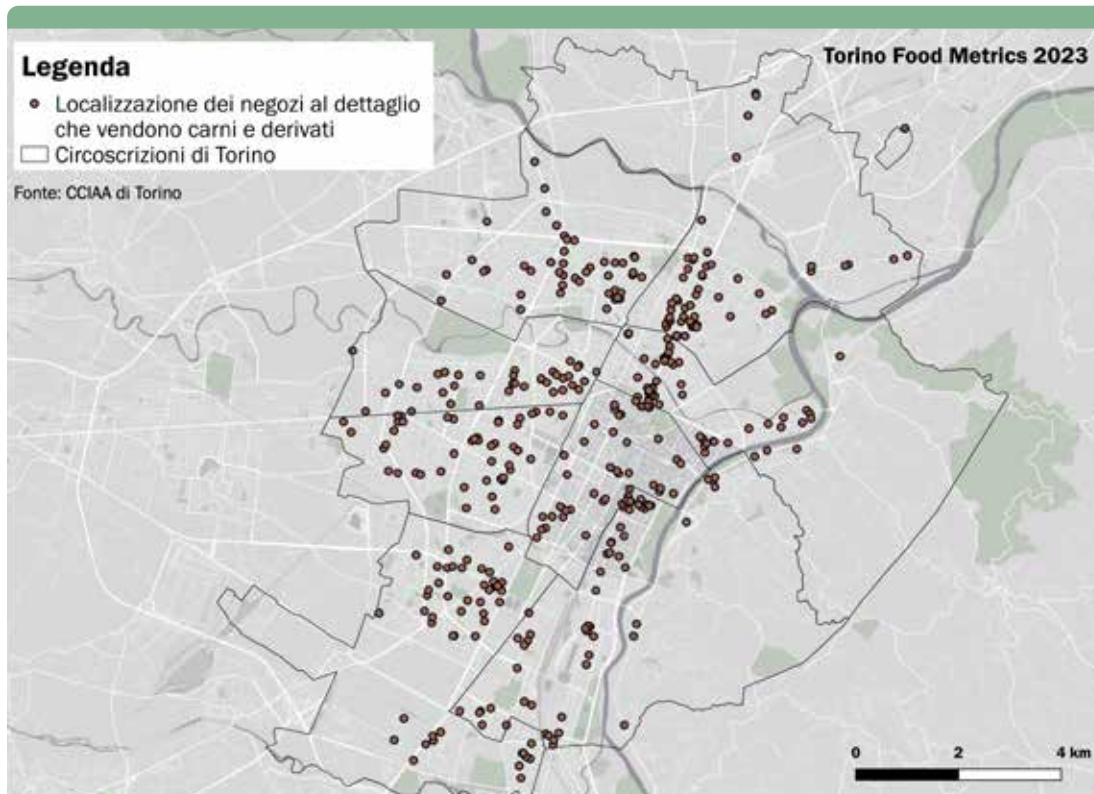 Legenda
Localizzazione dei negozi al dettaglio
che vendono carni e derivati
Circoscrizioni di Torino
Fonte: CCIAA di Torino
Torino Food Metrics 2023
0 2 4 km